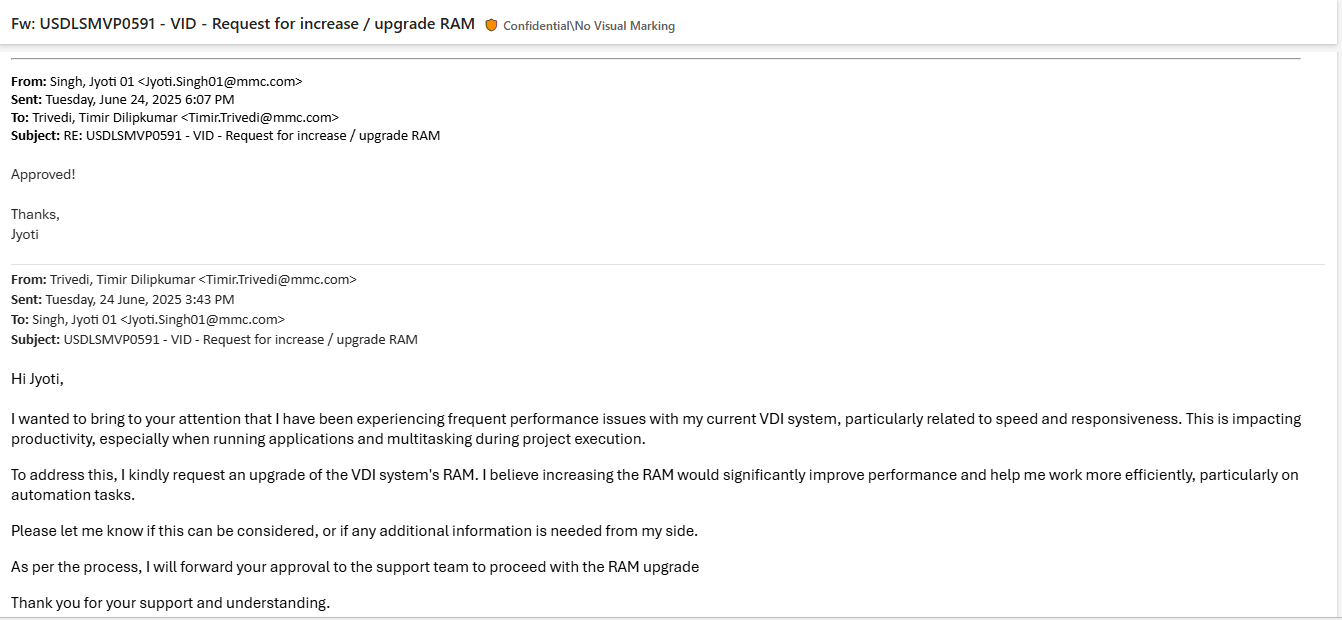 Fw: USDLSMVP0591 - VID - Request for increase / upgrade RAM Confidential\No Visual Marking
From: Singh, Jyoti 01 <Jyoti.Singh01@mmc.com>
Sent: Tuesday, June 24, 2025 6:07 PM
To: Trivedi, Timir Dilipkumar <Timir.Trivedi@mmc.com>
Subject: RE: USDLSMVP0591 - VID - Request for increase / upgrade RAM
Approved!
Thanks,
Jyoti
From: Trivedi, Timir Dilipkumar <Timir.Trivedi@mmc.com>
Sent: Tuesday, 24 June, 2025 3:43 PM
To: Singh, Jyoti 01 <Jyoti.Singh01@mmc.com>
Subject: USDLSMVP0591 - VID - Request for increase / upgrade RAM
Hi Jyoti,
I wanted to bring to your attention that I have been experiencing frequent performance issues with my current VDI system, particularly related to speed and responsiveness. This is impacting
productivity, especially when running applications and multitasking during project execution.
To address this, I kindly request an upgrade of the VDI system's RAM. I believe increasing the RAM would significantly improve performance and help me work more efficiently, particularly on
automation tasks.
Please let me know if this can be considered, or if any additional information is needed from my side.
As per the process, I will forward your approval to the support team to proceed with the RAM upgrade
Thank you for your support and understanding.